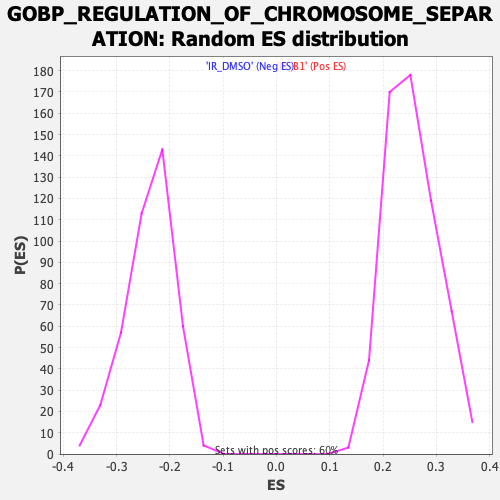 GOBP_REGULATION_OF_CHROMOSOME_SEPAR
ATION: Random ES distribution
'IR_DMSO' (Neg ES)
B1' (Pos ES)
180
170
160
150
140
130
120
110
100
90
80
70
60
50
40
30
20
10
0
P(ES)
Sets with pos scores: 60%
-0.4 -0.3 -0.2 -0.1 0.0 0.1 0.2 0.3 0.4
ES